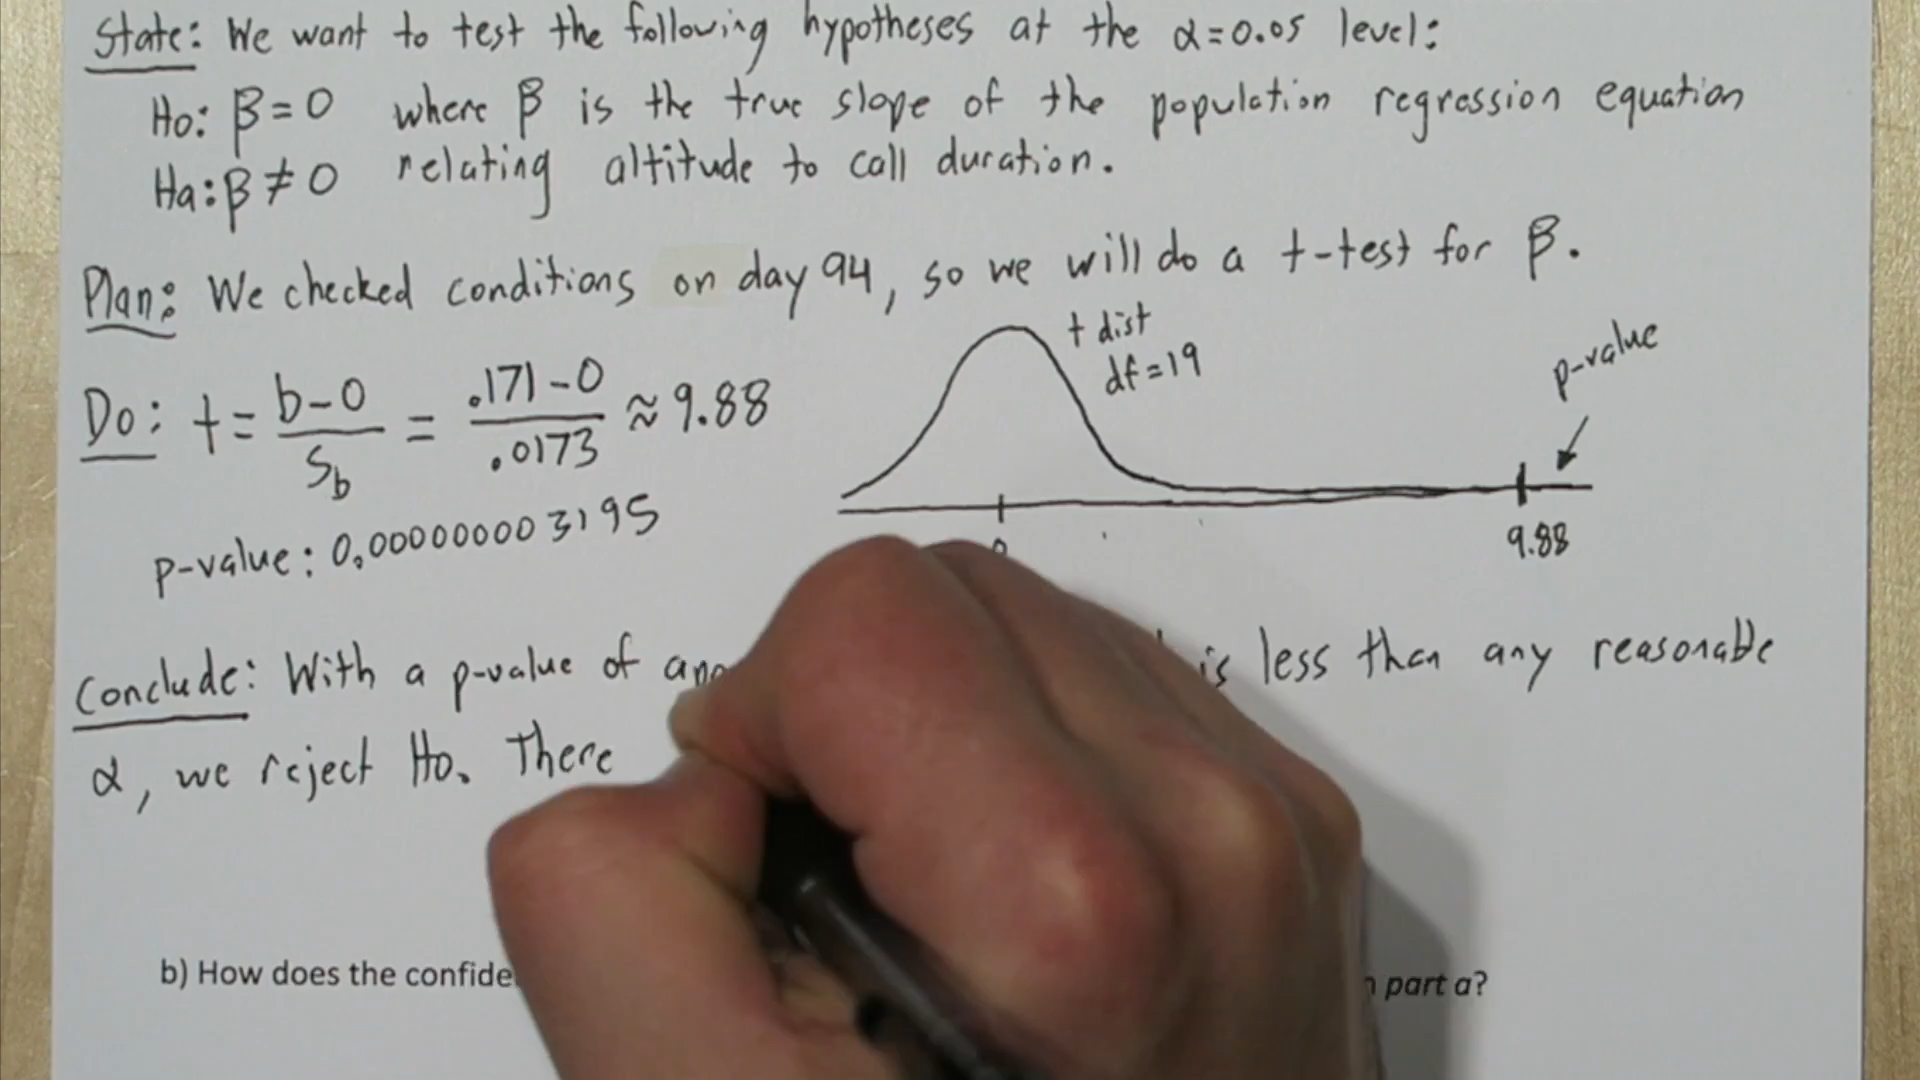 State: We want to test the following hypotheses at the α=0.05 level:
Ho: β=0 where β is the true slope of the population regression equation
Ha: β≠0 relating altitude to call duration.
Plan: We checked conditions on day 94, so we will do a t-test for β.
t dist
df=19
p-value
Do: t = b-0 / Sb = .171-0 / .0173 ≈ 9.88
9.88
p-value: 0.000000003195
Conclude: With a p-value of is less than any reasonable
α, we reject Ho. There
b) How does the part a?